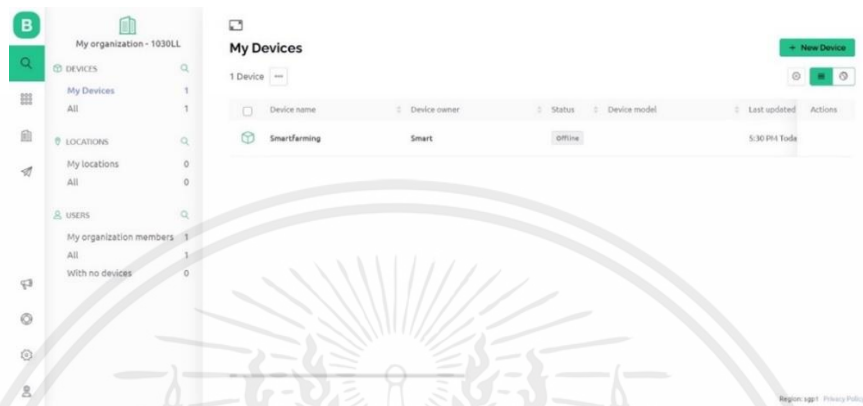 B
My organization - 1030LL
DEVICES
My Devices 1
All 1
LOCATIONS
My locations 0
All 0
USERS
My organization members 1
All 1
With no devices 0
My Devices
+ New Device
1 Device
Device name Device owner Status Device model Last updated Actions
Smartfarming Smart Offline 5:30 PM Toda
Region: sgp1 Privacy Policy